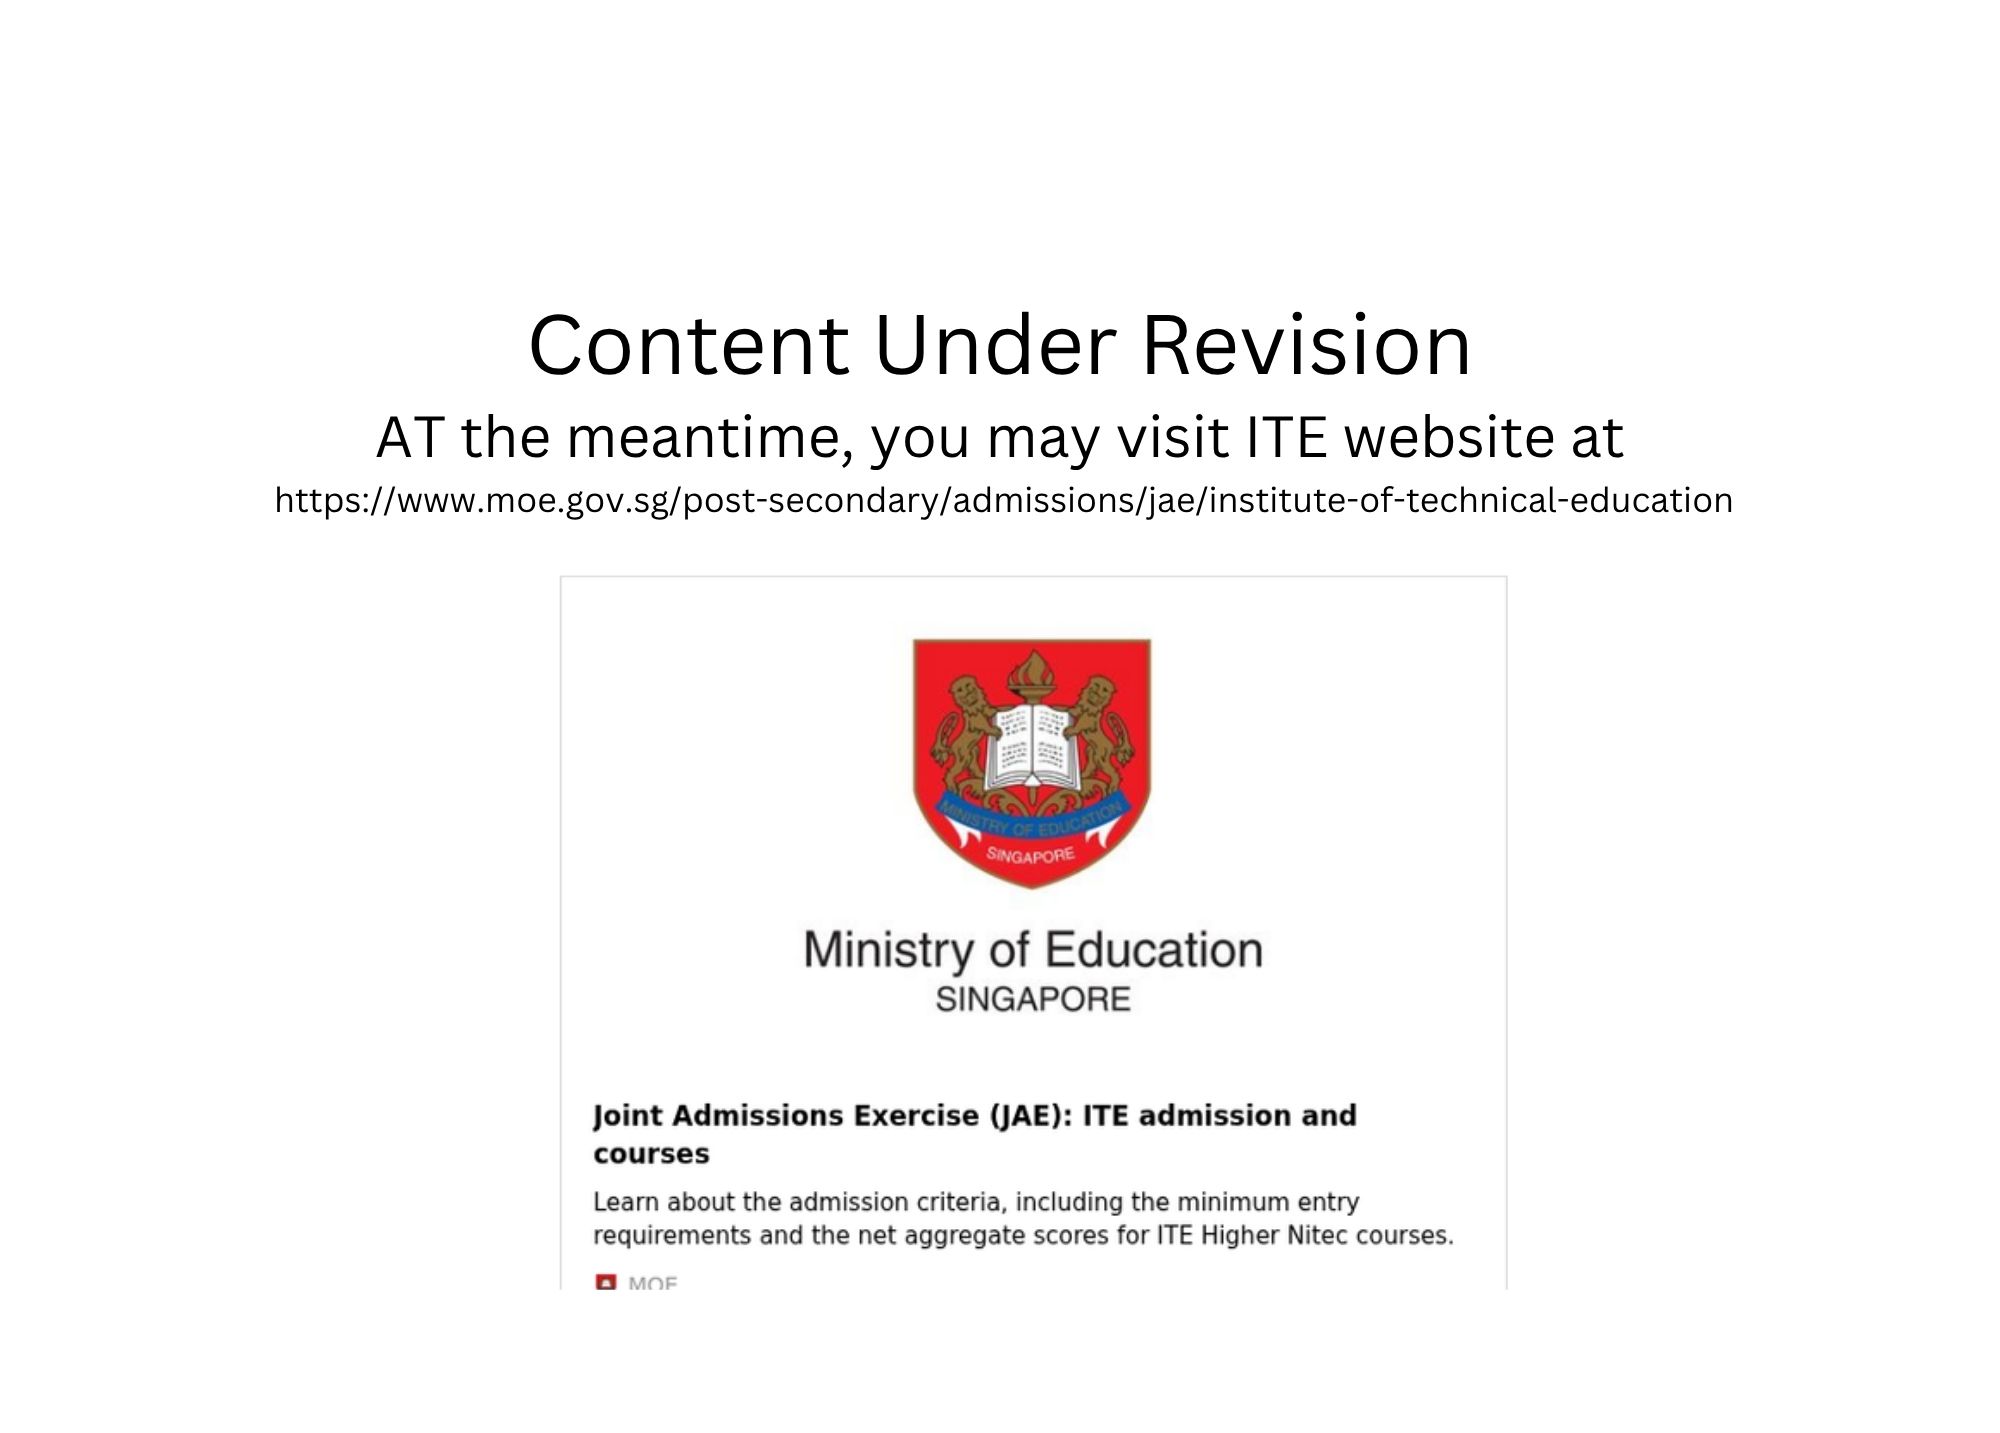 Content Under Revision
AT the meantime, you may visit ITE website at
https://www.moe.gov.sg/post-secondary/admissions/jae/institute-of-technical-education
MINISTRY OF EDUCATION
SINGAPORE
Ministry of Education
SINGAPORE
Joint Admissions Exercise (JAE): ITE admission and
courses
Learn about the admission criteria, including the minimum entry
requirements and the net aggregate scores for ITE Higher Nitec courses.
MOE